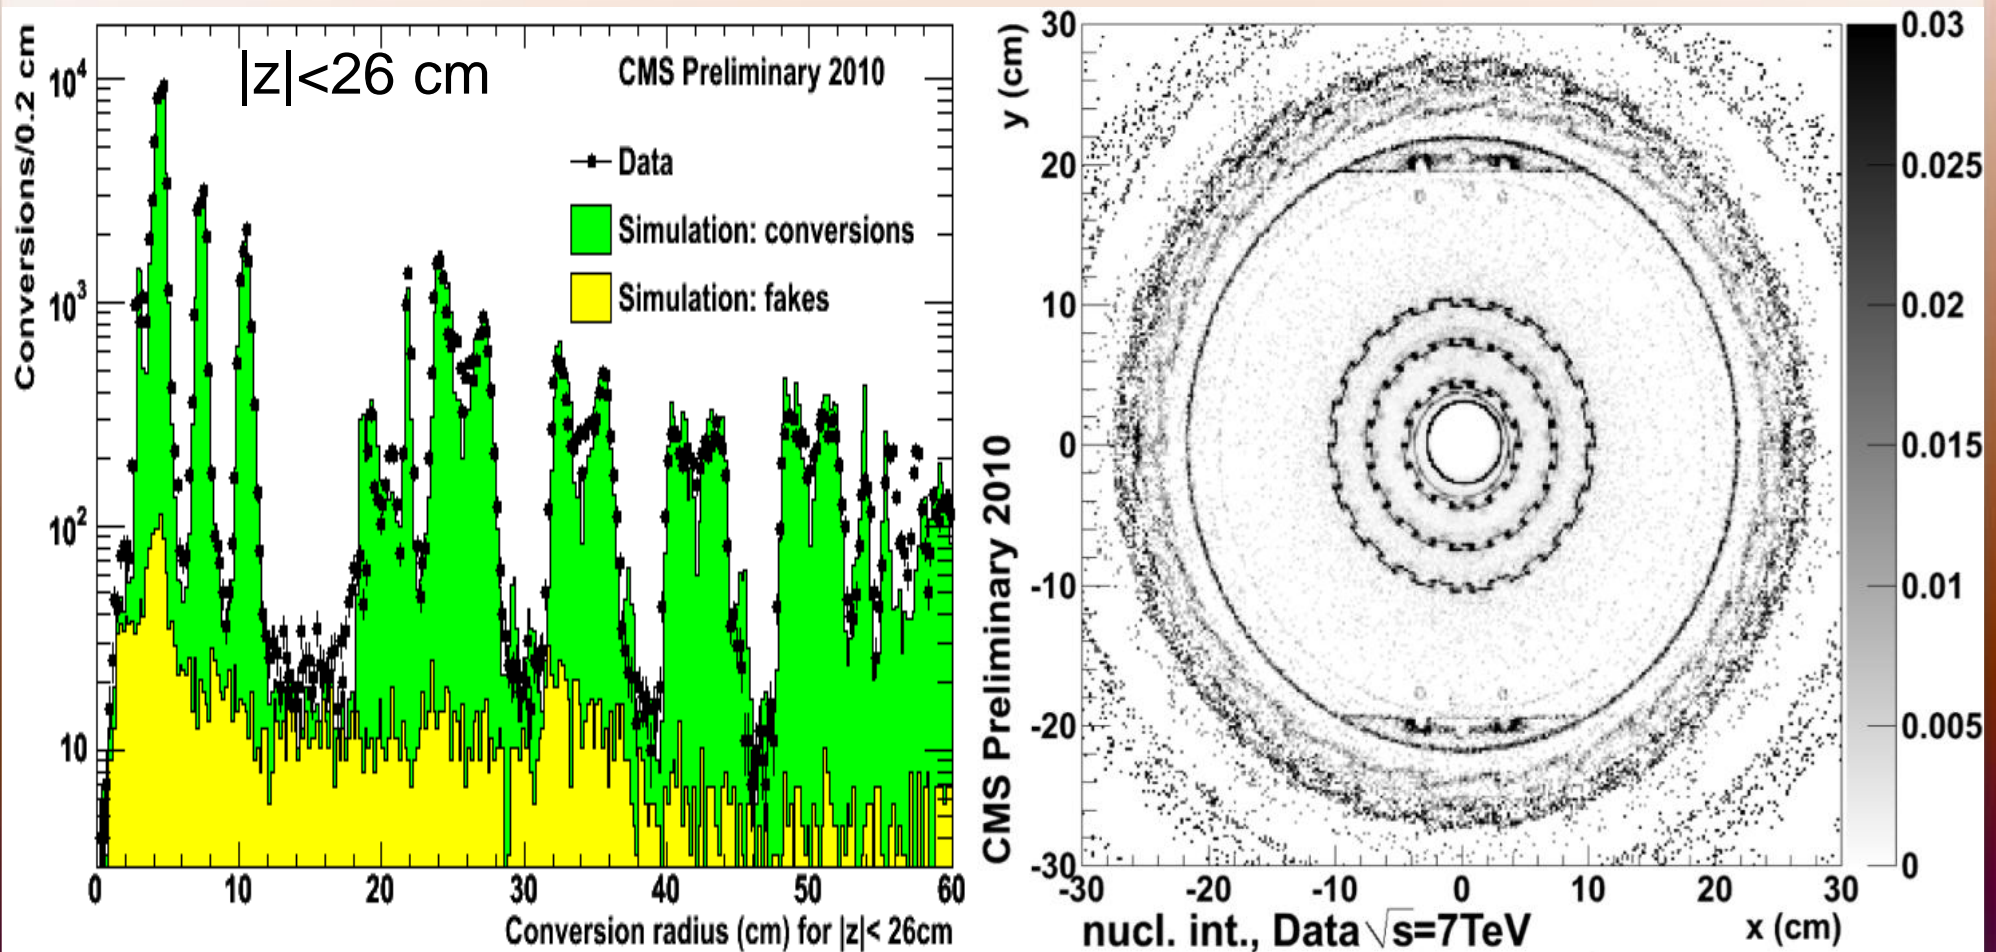 |z|<26 cm
CMS Preliminary 2010
Data
Simulation: conversions
Simulation: fakes
Conversions/0.2 cm
10⁴
10³
10²
10
0 10 20 30 40 50 60
Conversion radius (cm) for |z|< 26cm
y (cm)
30
20
10
0
-10
-20
-30
CMS Preliminary 2010
-30 -20 -10 0 10 20 30
nucl. int., Data √s=7TeV
x (cm)
0.03
0.025
0.02
0.015
0.01
0.005
0